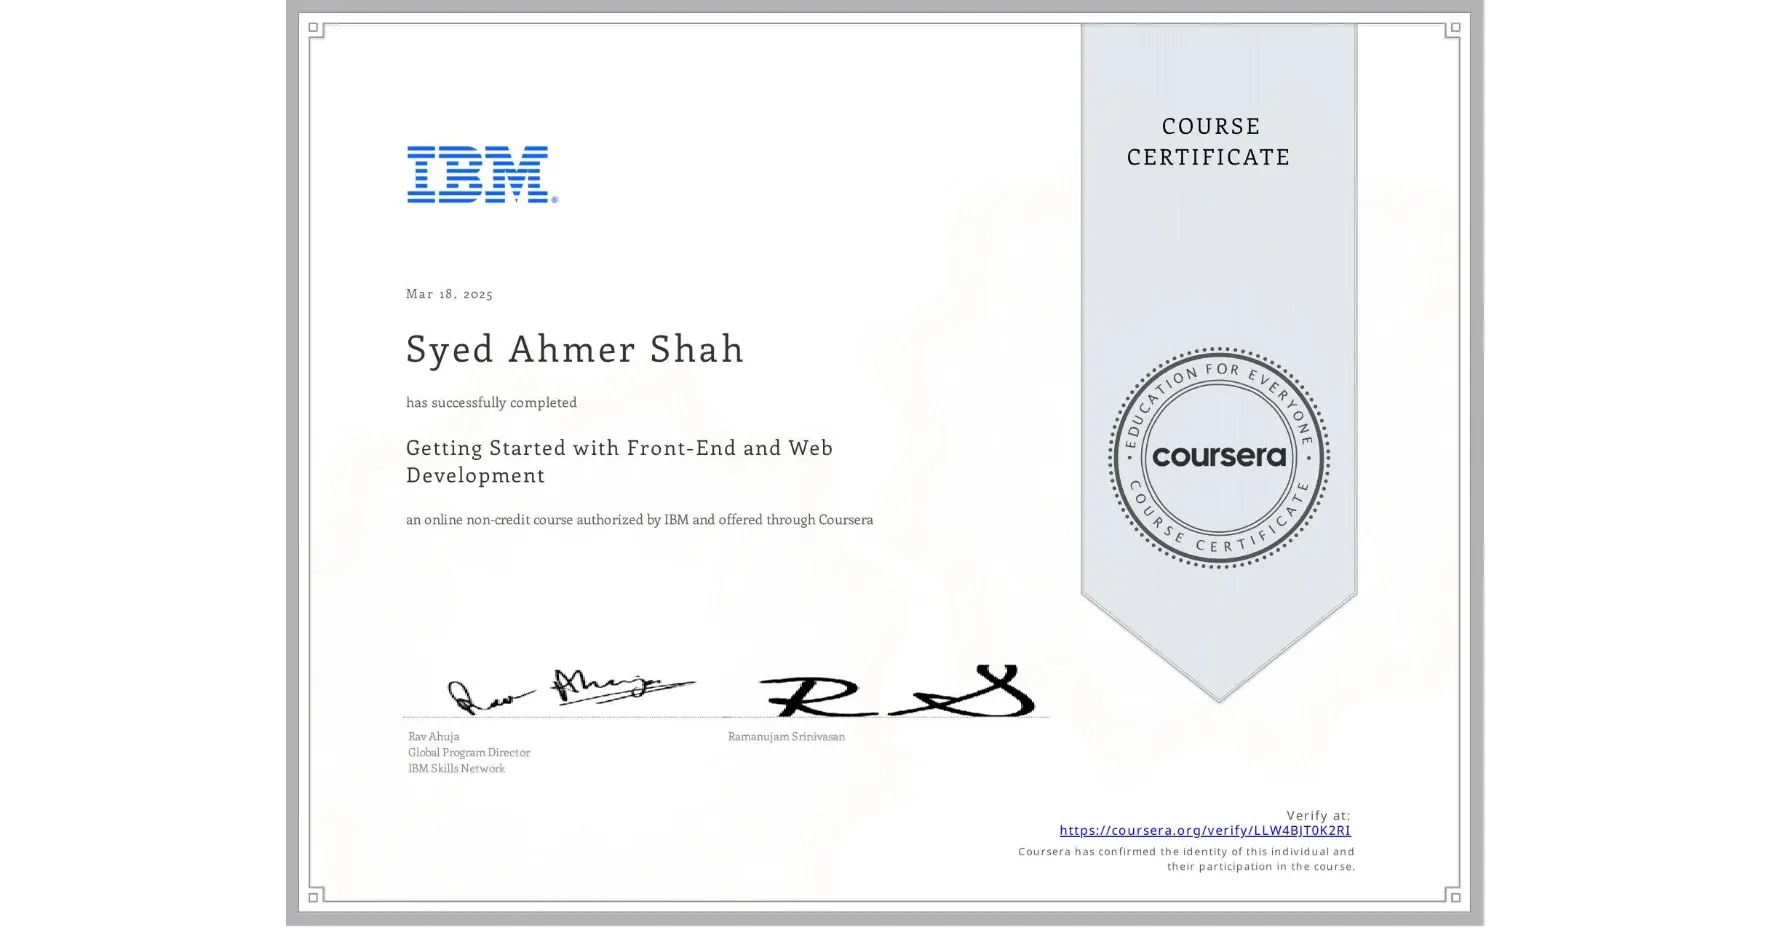 IBM®
COURSE
CERTIFICATE
Mar 18, 2025
Syed Ahmer Shah
has successfully completed
Getting Started with Front-End and Web
Development
an online non-credit course authorized by IBM and offered through Coursera
EDUCATION FOR EVERYONE
coursera
COURSE CERTIFICATE
Rav Ahuja
Rav Ahuja
Global Program Director
IBM Skills Network
R S
Ramanujam Srinivasan
Verify at:
https://coursera.org/verify/LLW4BJT0K2RI
Coursera has confirmed the identity of this individual and
their participation in the course.